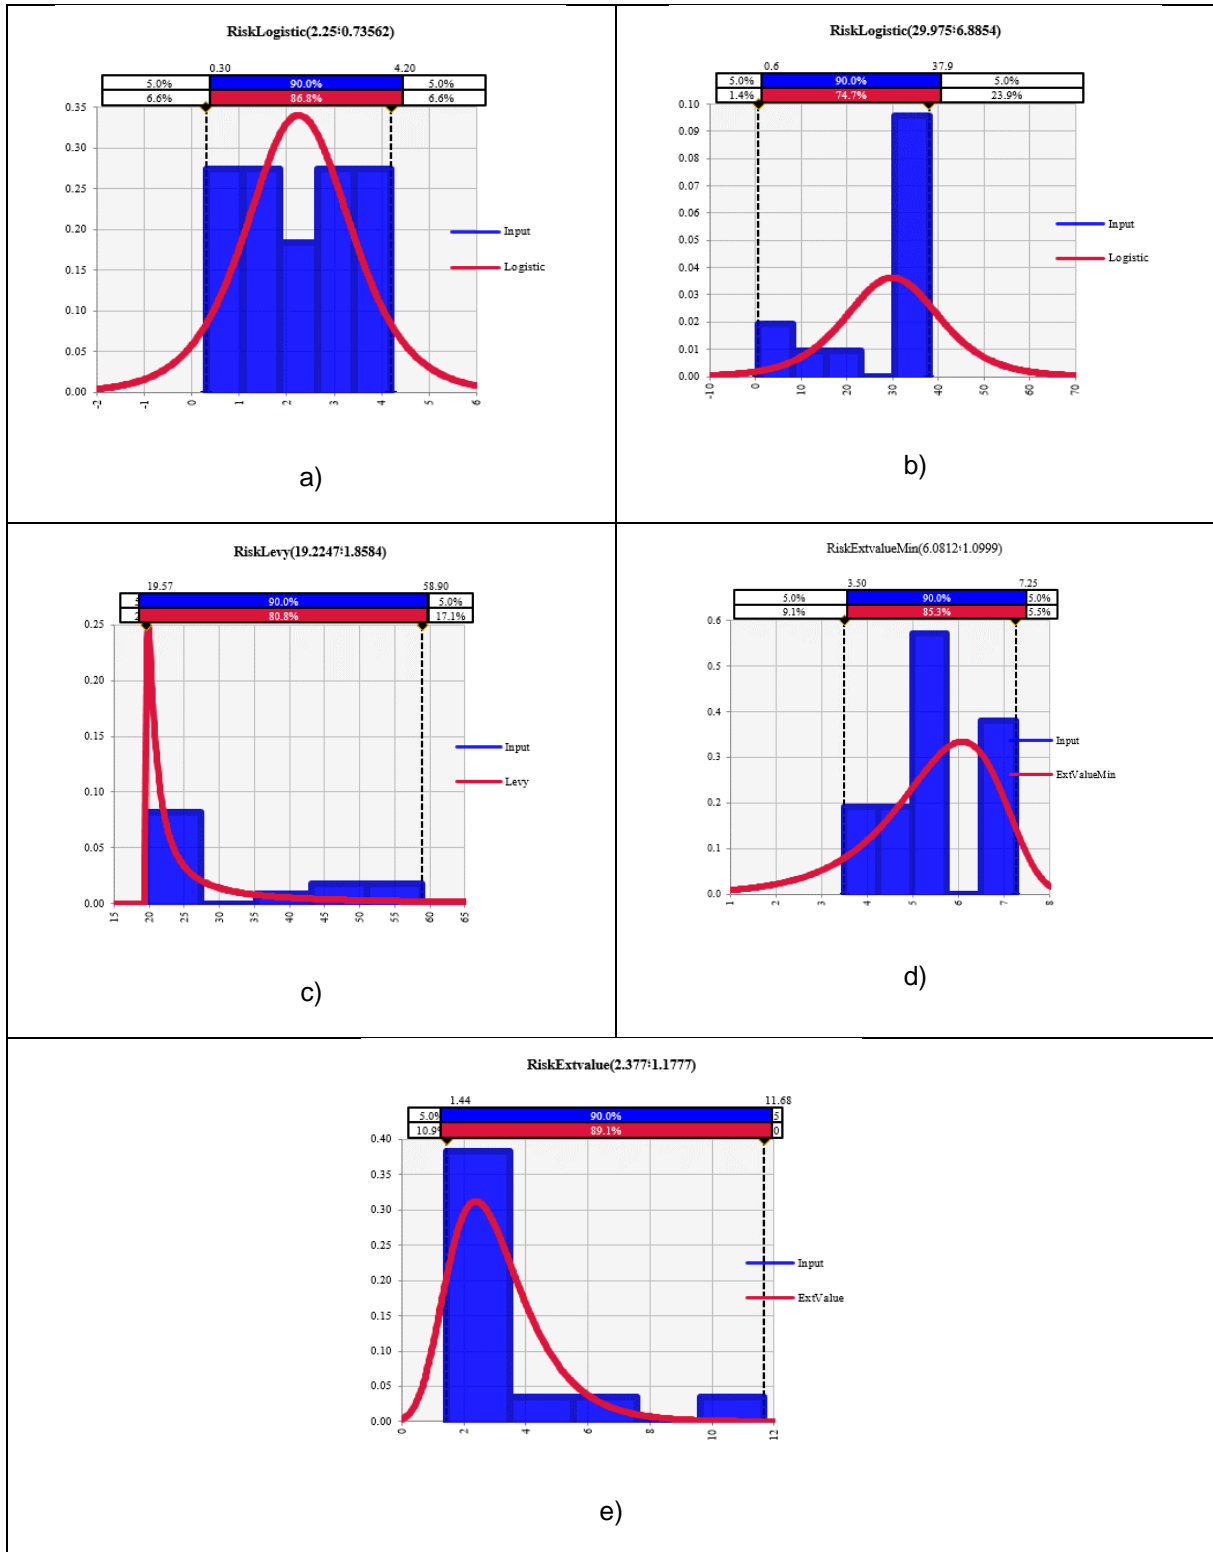 RiskLogistic(2.25;0.73562)
0.30 4.20
5.0% 90.0% 5.0%
6.6% 86.8% 6.6%
0.35
0.30
0.25
0.20
0.15
0.10
0.05
0.00
-2 -1 0 1 2 3 4 5 6
Input
Logistic
a)
RiskLogistic(29.975;6.8854)
0.6 37.9
5.0% 90.0% 5.0%
1.4% 74.7% 23.9%
0.10
0.09
0.08
0.07
0.06
0.05
0.04
0.03
0.02
0.01
0.00
-10 0 10 20 30 40 50 60 70
Input
Logistic
b)
RiskLevy(19.2247;1.8584)
19.57 58.90
5 90.0% 5.0%
2 80.8% 17.1%
0.25
0.20
0.15
0.10
0.05
0.00
15 20 25 30 35 40 45 50 55 60 65
Input
Levy
c)
RiskExtvalueMin(6.0812;1.0999)
3.50 7.25
5.0% 90.0% 5.0%
9.1% 85.3% 5.5%
0.6
0.5
0.4
0.3
0.2
0.1
0.0
1 2 3 4 5 6 7 8
Input
ExtValueMin
d)
RiskExtvalue(2.377;1.1777)
1.44 11.68
5.0% 90.0% 5
10.9% 89.1% 0
0.40
0.35
0.30
0.25
0.20
0.15
0.10
0.05
0.00
0 2 4 6 8 10 12
Input
ExtValue
e)